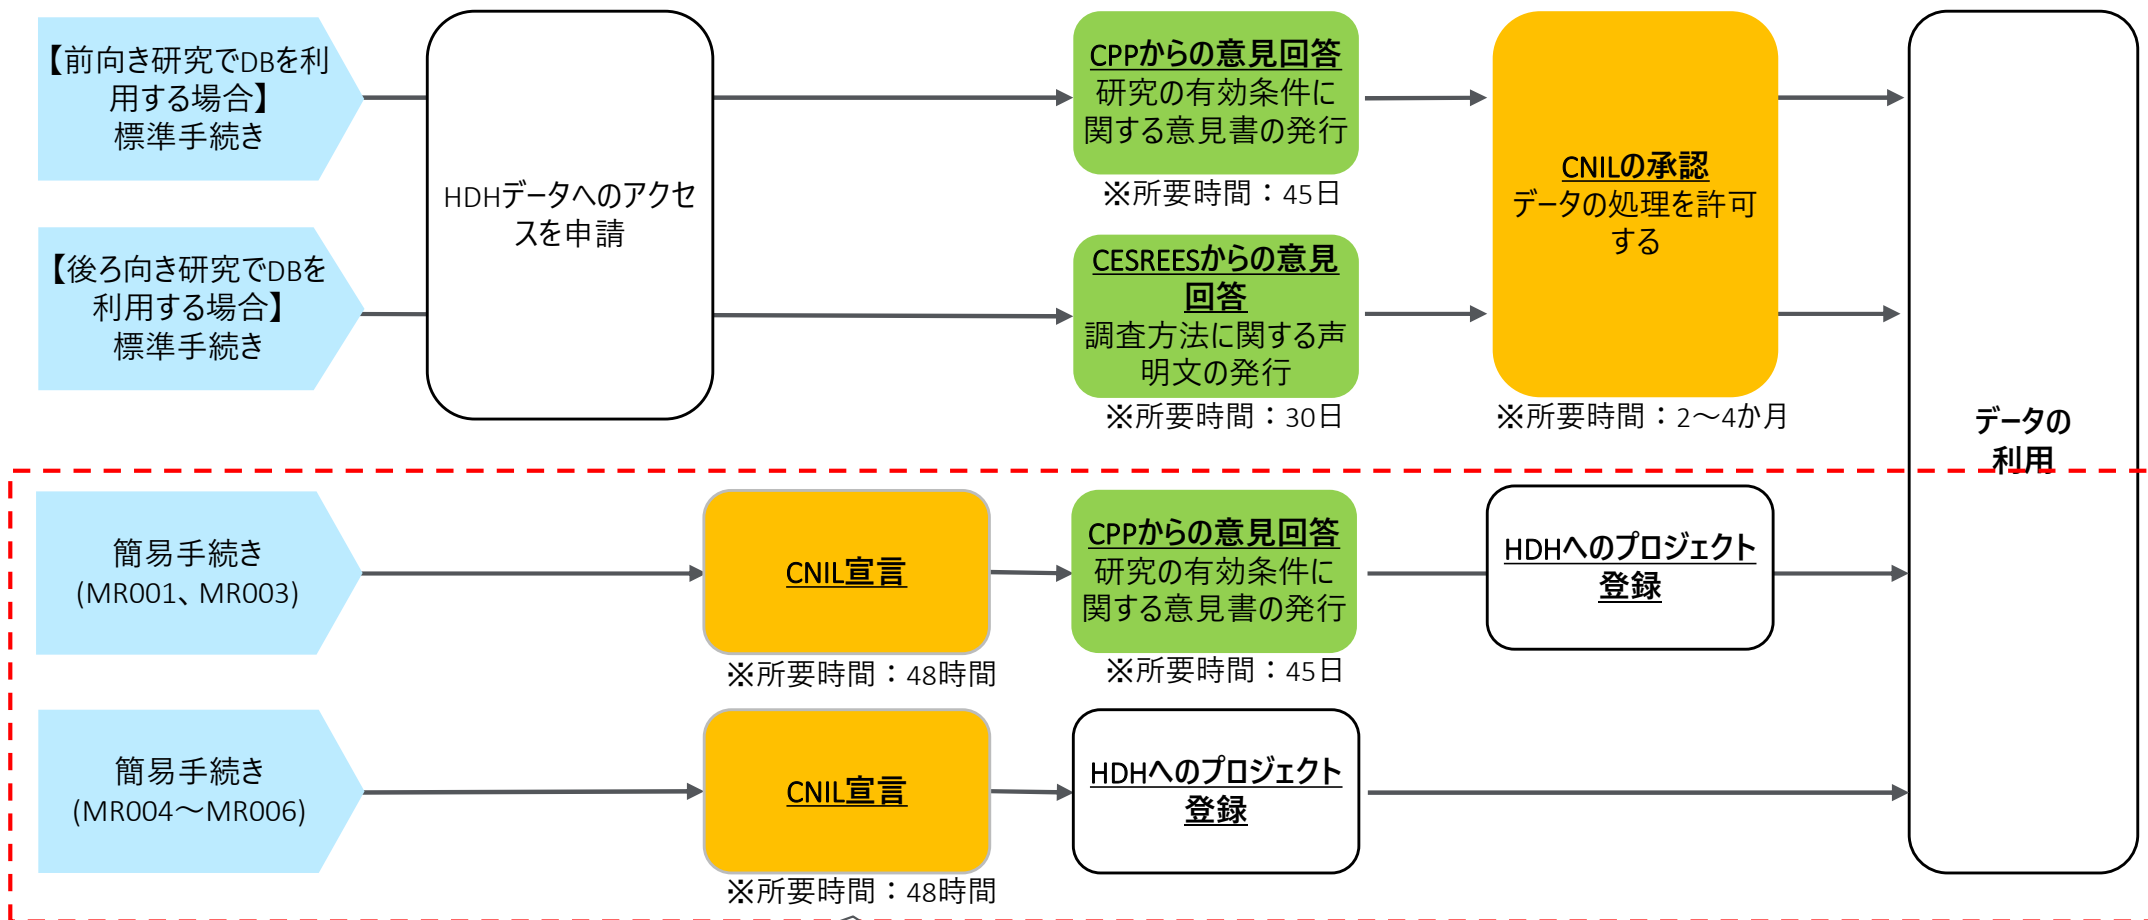 【前向き研究でDBを利
用する場合】
標準手続き
HDHデータへのアクセ
スを申請
CPPからの意見回答
研究の有効条件に
関する意見書の発行
※所要時間：45日
CNILの承認
データの処理を許可
する
※所要時間：2～4か月
【後ろ向き研究でDBを
利用する場合】
標準手続き
CESREESからの意見
回答
調査方法に関する声
明文の発行
※所要時間：30日
データの
利用
簡易手続き
(MR001、MR003)
CNIL宣言
※所要時間：48時間
CPPからの意見回答
研究の有効条件に
関する意見書の発行
※所要時間：45日
HDHへのプロジェクト
登録
簡易手続き
(MR004～MR006)
CNIL宣言
※所要時間：48時間
HDHへのプロジェクト
登録